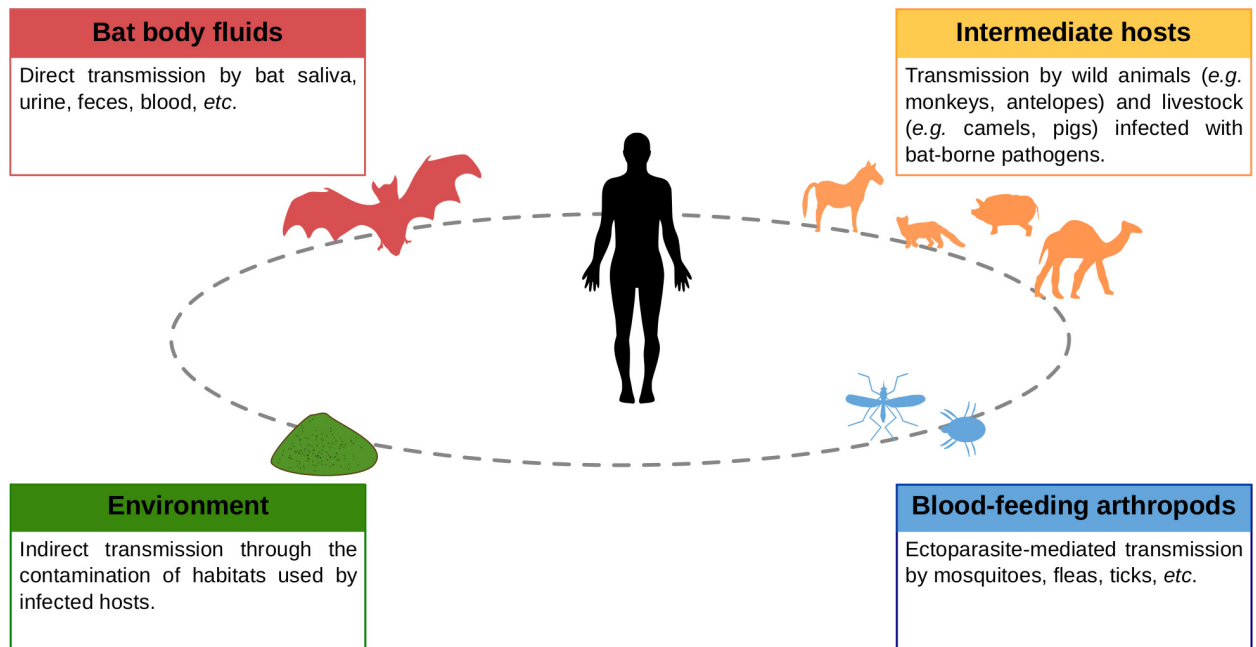 Bat body fluids
Direct transmission by bat saliva,
urine, feces, blood, etc.
Intermediate hosts
Transmission by wild animals (e.g.
monkeys, antelopes) and livestock
(e.g. camels, pigs) infected with
bat-borne pathogens.
Environment
Indirect transmission through the
contamination of habitats used by
infected hosts.
Blood-feeding arthropods
Ectoparasite-mediated transmission
by mosquitoes, fleas, ticks, etc.